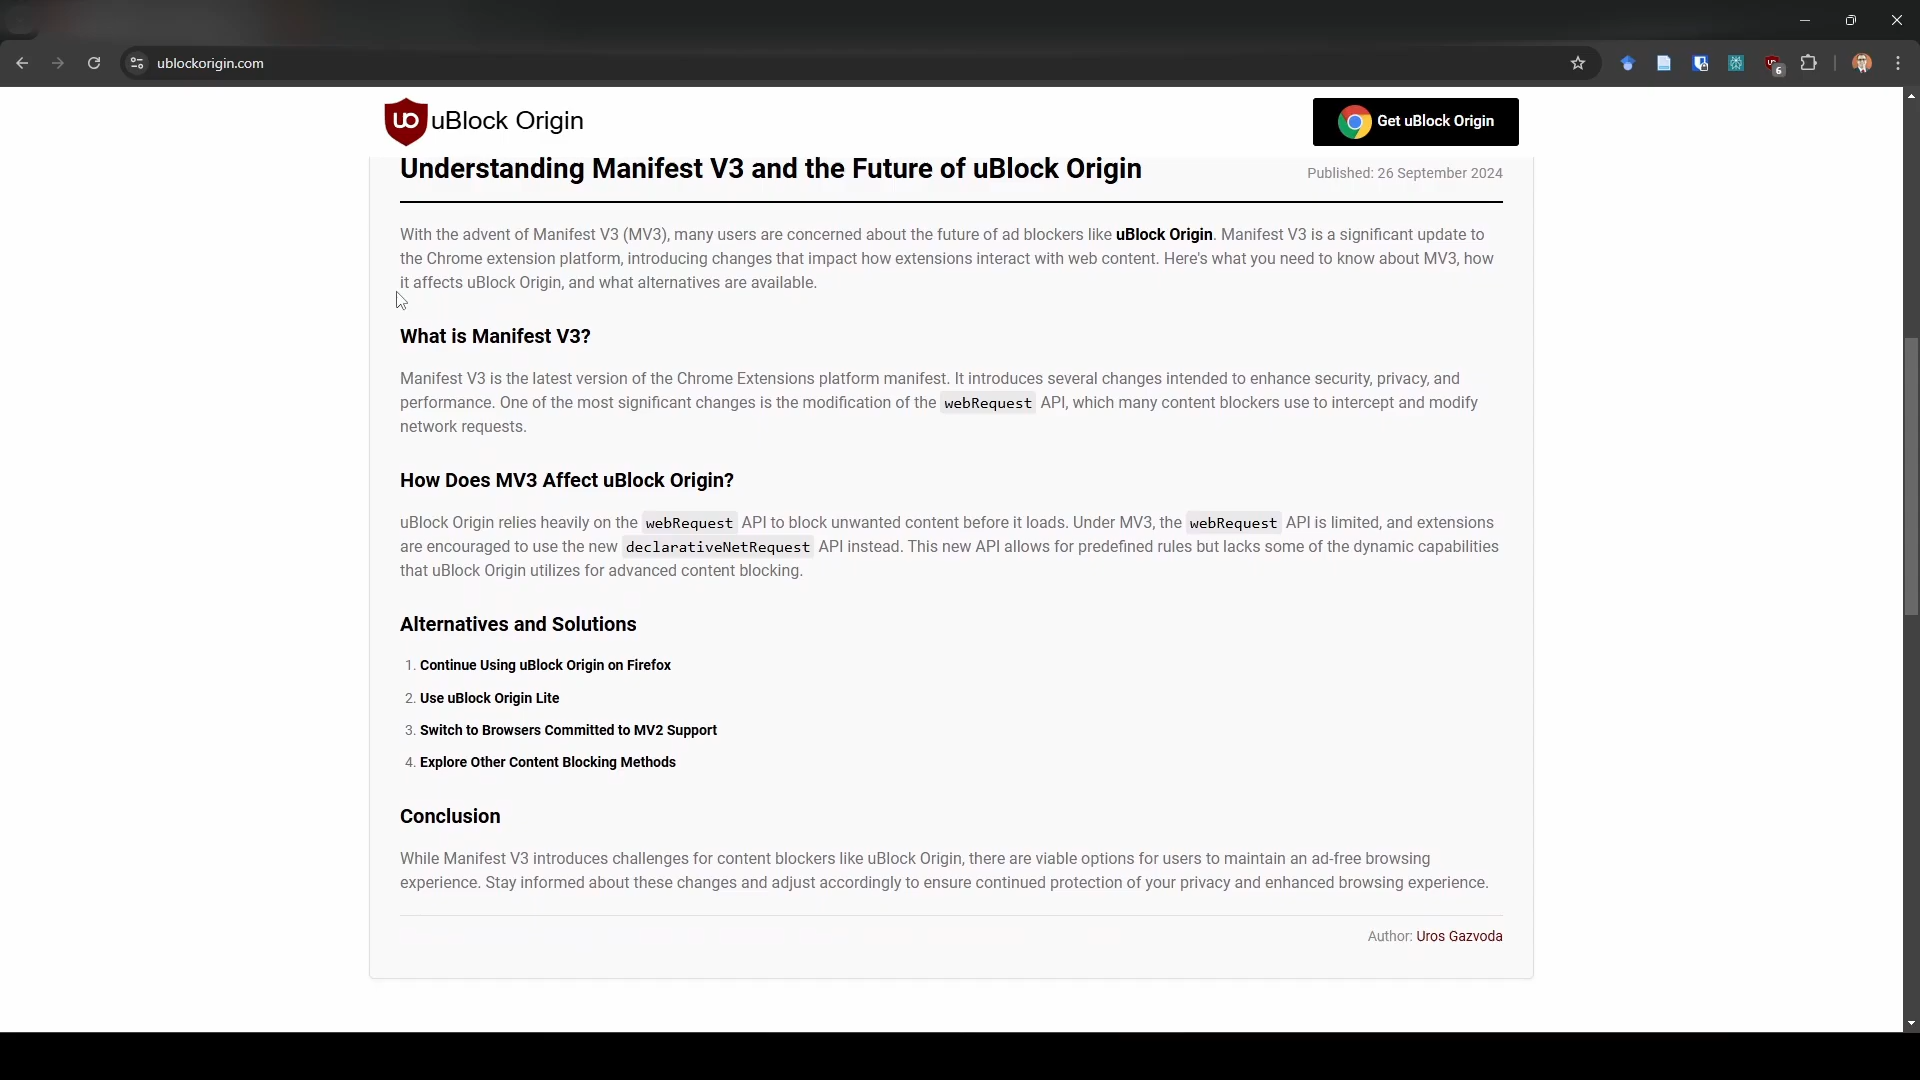 ublockorigin.com
6
uBlock Origin
Get uBlock Origin
Understanding Manifest V3 and the Future of uBlock Origin
Published: 26 September 2024
With the advent of Manifest V3 (MV3), many users are concerned about the future of ad blockers like uBlock Origin. Manifest V3 is a significant update to
the Chrome extension platform, introducing changes that impact how extensions interact with web content. Here's what you need to know about MV3, how
it affects uBlock Origin, and what alternatives are available.
What is Manifest V3?
Manifest V3 is the latest version of the Chrome Extensions platform manifest. It introduces several changes intended to enhance security, privacy, and
performance. One of the most significant changes is the modification of the webRequest API, which many content blockers use to intercept and modify
network requests.
How Does MV3 Affect uBlock Origin?
uBlock Origin relies heavily on the webRequest API to block unwanted content before it loads. Under MV3, the webRequest API is limited, and extensions
are encouraged to use the new declarativeNetRequest API instead. This new API allows for predefined rules but lacks some of the dynamic capabilities
that uBlock Origin utilizes for advanced content blocking.
Alternatives and Solutions
1. Continue Using uBlock Origin on Firefox
2. Use uBlock Origin Lite
3. Switch to Browsers Committed to MV2 Support
4. Explore Other Content Blocking Methods
Conclusion
While Manifest V3 introduces challenges for content blockers like uBlock Origin, there are viable options for users to maintain an ad-free browsing
experience. Stay informed about these changes and adjust accordingly to ensure continued protection of your privacy and enhanced browsing experience.
Author: Uros Gazvoda